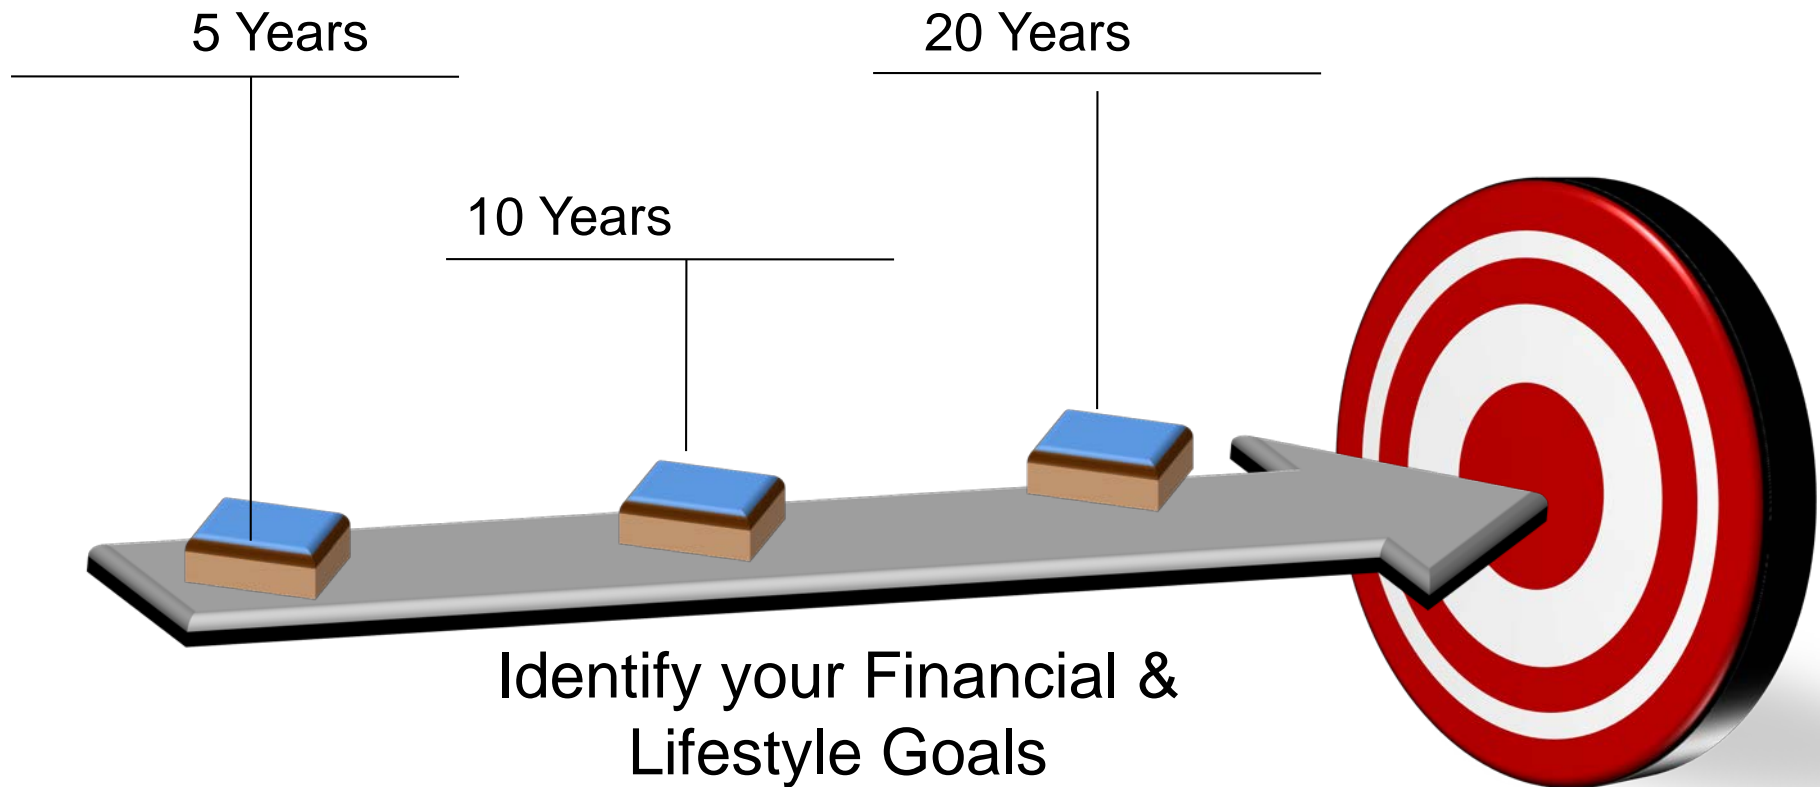 5 Years
20 Years
10 Years
Identify your Financial &
Lifestyle Goals